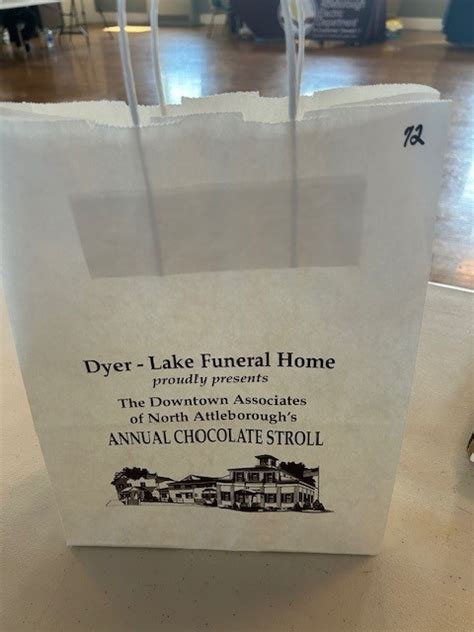 72
Dyer - Lake Funeral Home
proudly presents
The Downtown Associates
of North Attleborough's
ANNUAL CHOCOLATE STROLL